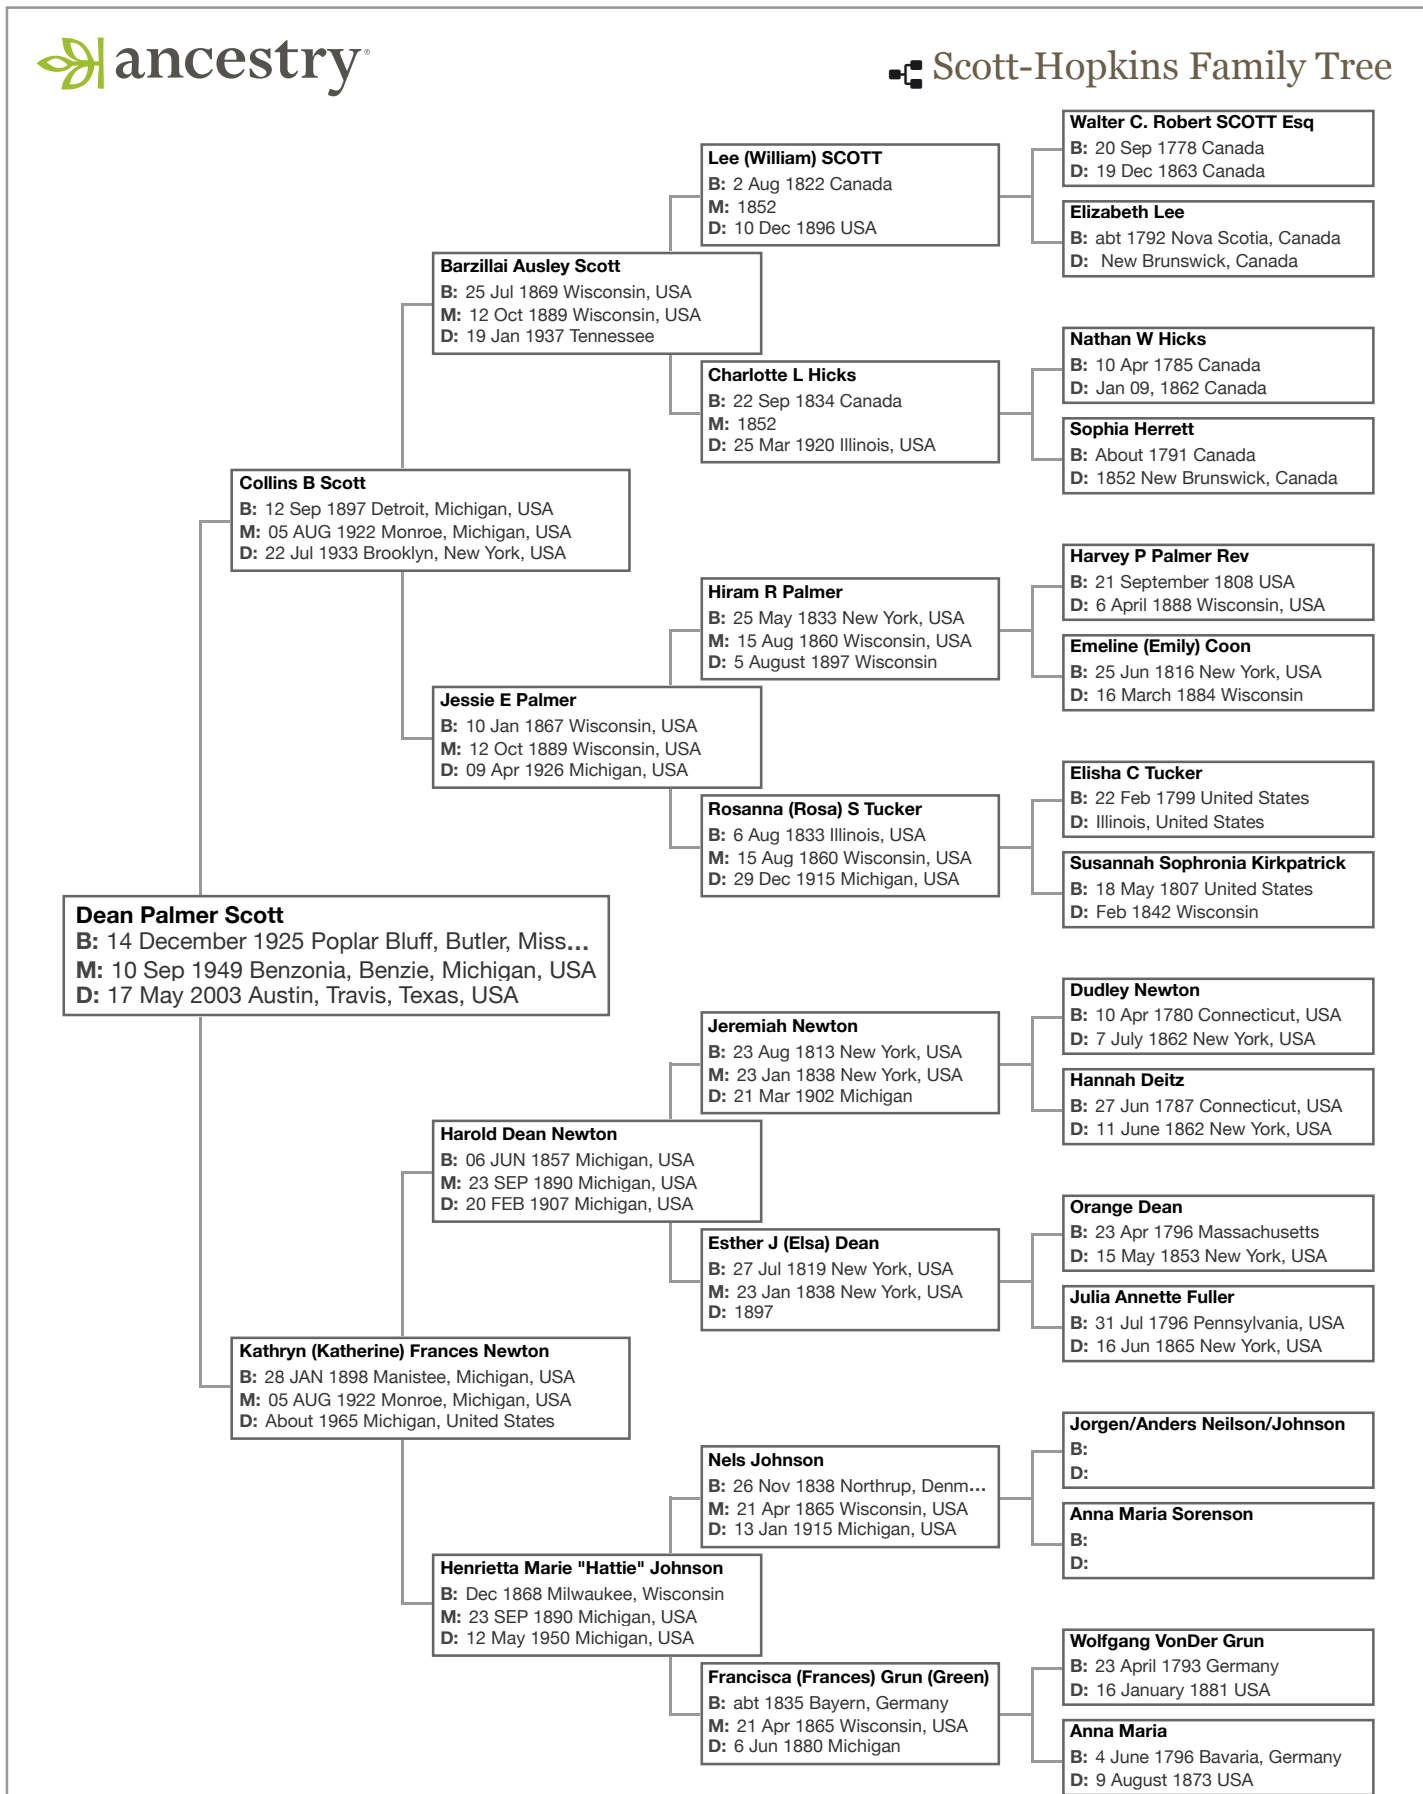 ancestry®
Scott-Hopkins Family Tree
Walter C. Robert SCOTT Esq
B: 20 Sep 1778 Canada
D: 19 Dec 1863 Canada
Lee (William) SCOTT
B: 2 Aug 1822 Canada
M: 1852
D: 10 Dec 1896 USA
Elizabeth Lee
B: abt 1792 Nova Scotia, Canada
D: New Brunswick, Canada
Barzillai Ausley Scott
B: 25 Jul 1869 Wisconsin, USA
M: 12 Oct 1889 Wisconsin, USA
D: 19 Jan 1937 Tennessee
Nathan W Hicks
B: 10 Apr 1785 Canada
D: Jan 09, 1862 Canada
Charlotte L Hicks
B: 22 Sep 1834 Canada
M: 1852
D: 25 Mar 1920 Illinois, USA
Sophia Herrett
B: About 1791 Canada
D: 1852 New Brunswick, Canada
Collins B Scott
B: 12 Sep 1897 Detroit, Michigan, USA
M: 05 AUG 1922 Monroe, Michigan, USA
D: 22 Jul 1933 Brooklyn, New York, USA
Harvey P Palmer Rev
B: 21 September 1808 USA
D: 6 April 1888 Wisconsin, USA
Hiram R Palmer
B: 25 May 1833 New York, USA
M: 15 Aug 1860 Wisconsin, USA
D: 5 August 1897 Wisconsin
Emeline (Emily) Coon
B: 25 Jun 1816 New York, USA
D: 16 March 1884 Wisconsin
Jessie E Palmer
B: 10 Jan 1867 Wisconsin, USA
M: 12 Oct 1889 Wisconsin, USA
D: 09 Apr 1926 Michigan, USA
Elisha C Tucker
B: 22 Feb 1799 United States
D: Illinois, United States
Rosanna (Rosa) S Tucker
B: 6 Aug 1833 Illinois, USA
M: 15 Aug 1860 Wisconsin, USA
D: 29 Dec 1915 Michigan, USA
Susannah Sophronia Kirkpatrick
B: 18 May 1807 United States
D: Feb 1842 Wisconsin
Dean Palmer Scott
B: 14 December 1925 Poplar Bluff, Butler, Miss...
M: 10 Sep 1949 Benzonia, Benzie, Michigan, USA
D: 17 May 2003 Austin, Travis, Texas, USA
Dudley Newton
B: 10 Apr 1780 Connecticut, USA
D: 7 July 1862 New York, USA
Jeremiah Newton
B: 23 Aug 1813 New York, USA
M: 23 Jan 1838 New York, USA
D: 21 Mar 1902 Michigan
Hannah Deitz
B: 27 Jun 1787 Connecticut, USA
D: 11 June 1862 New York, USA
Harold Dean Newton
B: 06 JUN 1857 Michigan, USA
M: 23 SEP 1890 Michigan, USA
D: 20 FEB 1907 Michigan, USA
Orange Dean
B: 23 Apr 1796 Massachusetts
D: 15 May 1853 New York, USA
Esther J (Elsa) Dean
B: 27 Jul 1819 New York, USA
M: 23 Jan 1838 New York, USA
D: 1897
Julia Annette Fuller
B: 31 Jul 1796 Pennsylvania, USA
D: 16 Jun 1865 New York, USA
Kathryn (Katherine) Frances Newton
B: 28 JAN 1898 Manistee, Michigan, USA
M: 05 AUG 1922 Monroe, Michigan, USA
D: About 1965 Michigan, United States
Jorgen/Anders Neilson/Johnson
B:
D:
Nels Johnson
B: 26 Nov 1838 Northrup, Denm...
M: 21 Apr 1865 Wisconsin, USA
D: 13 Jan 1915 Michigan, USA
Anna Maria Sorenson
B:
D:
Henrietta Marie "Hattie" Johnson
B: Dec 1868 Milwaukee, Wisconsin
M: 23 SEP 1890 Michigan, USA
D: 12 May 1950 Michigan, USA
Wolfgang VonDer Grun
B: 23 April 1793 Germany
D: 16 January 1881 USA
Francisca (Frances) Grun (Green)
B: abt 1835 Bayern, Germany
M: 21 Apr 1865 Wisconsin, USA
D: 6 Jun 1880 Michigan
Anna Maria
B: 4 June 1796 Bavaria, Germany
D: 9 August 1873 USA